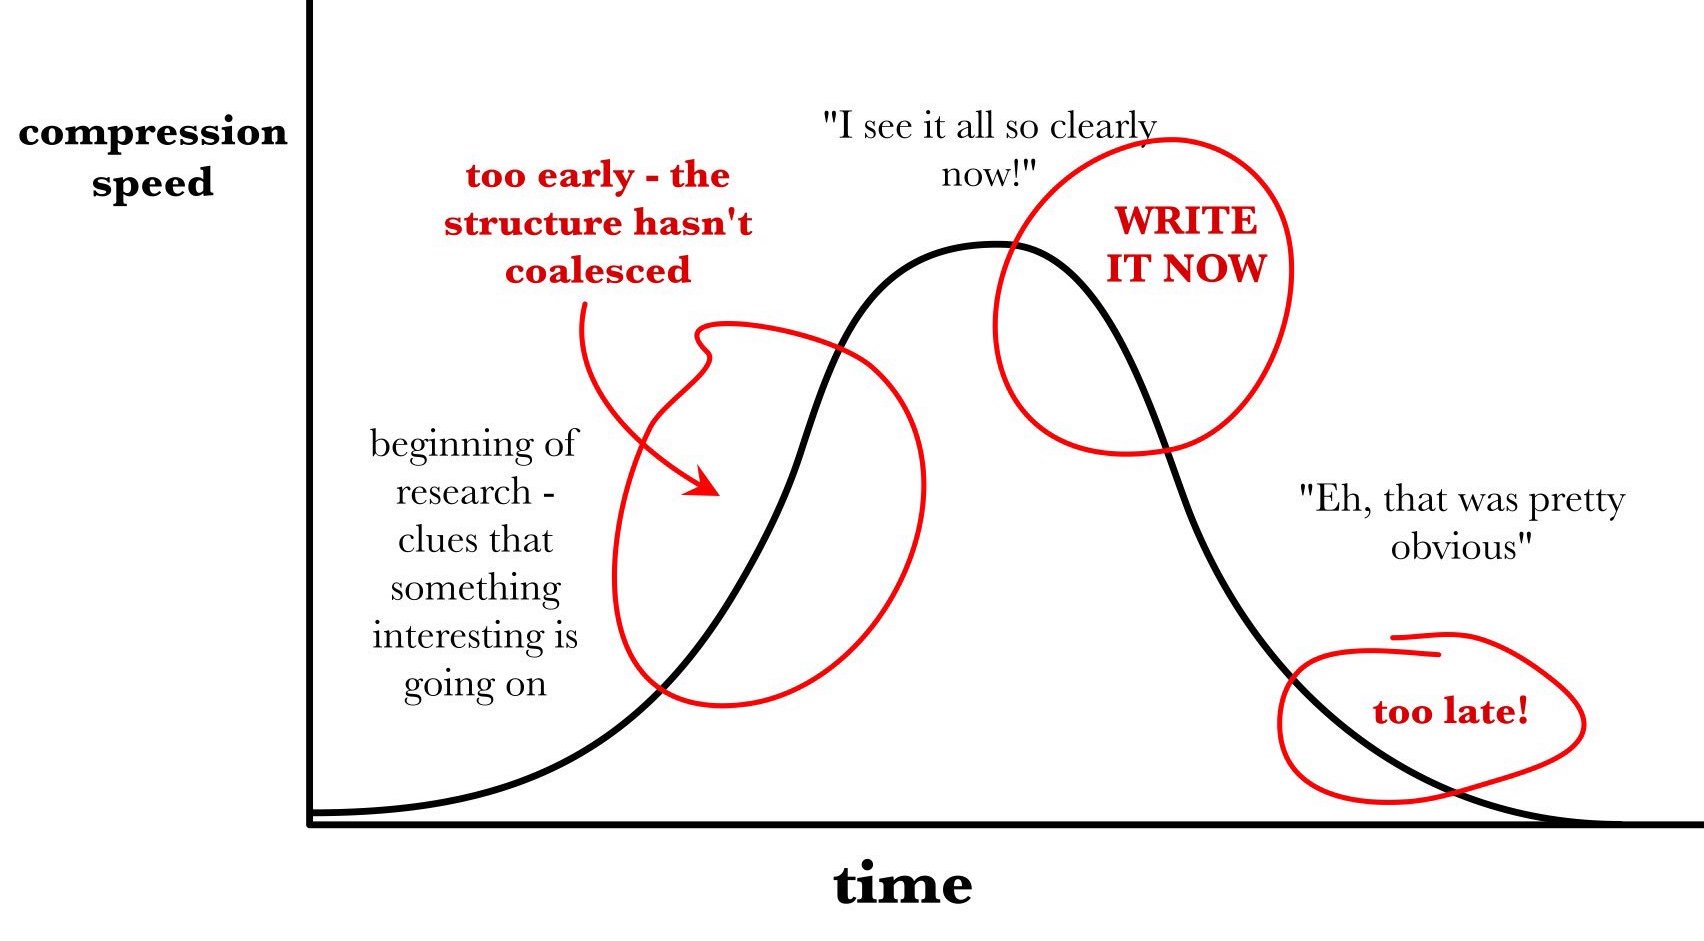 compression
speed
too early - the
structure hasn't
coalesced
"I see it all so clearly
now!"
WRITE
IT NOW
beginning of
research -
clues that
something
interesting is
going on
"Eh, that was pretty
obvious"
too late!
time